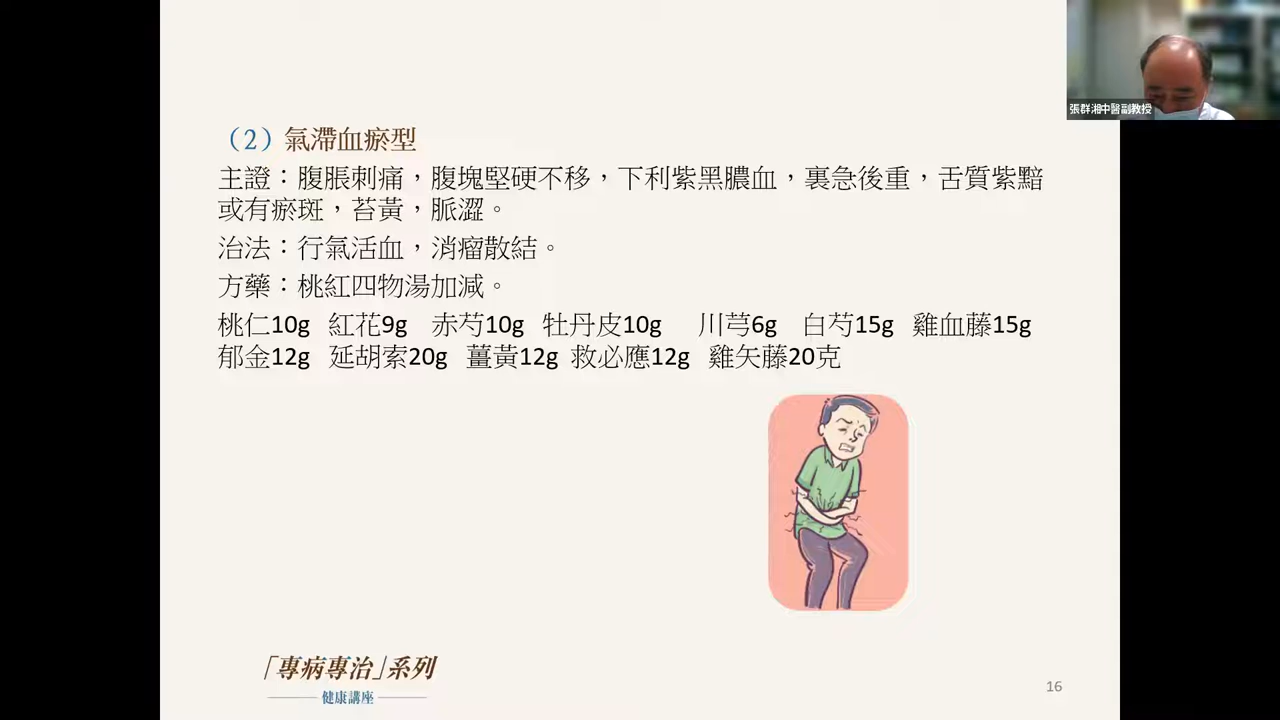 張群湘中醫副教授
（2）氣滯血瘀型
主證：腹脹刺痛，腹塊堅硬不移，下利紫黑膿血，裏急後重，舌質紫黯
或有瘀斑，苔黃，脈澀。
治法：行氣活血，消瘤散結。
方藥：桃紅四物湯加減。
桃仁10g 紅花9g 赤芍10g 牡丹皮10g 川芎6g 白芍15g 雞血藤15g
郁金12g 延胡索20g 薑黃12g 救必應12g 雞矢藤20克
「專病專治」系列
健康講座
16